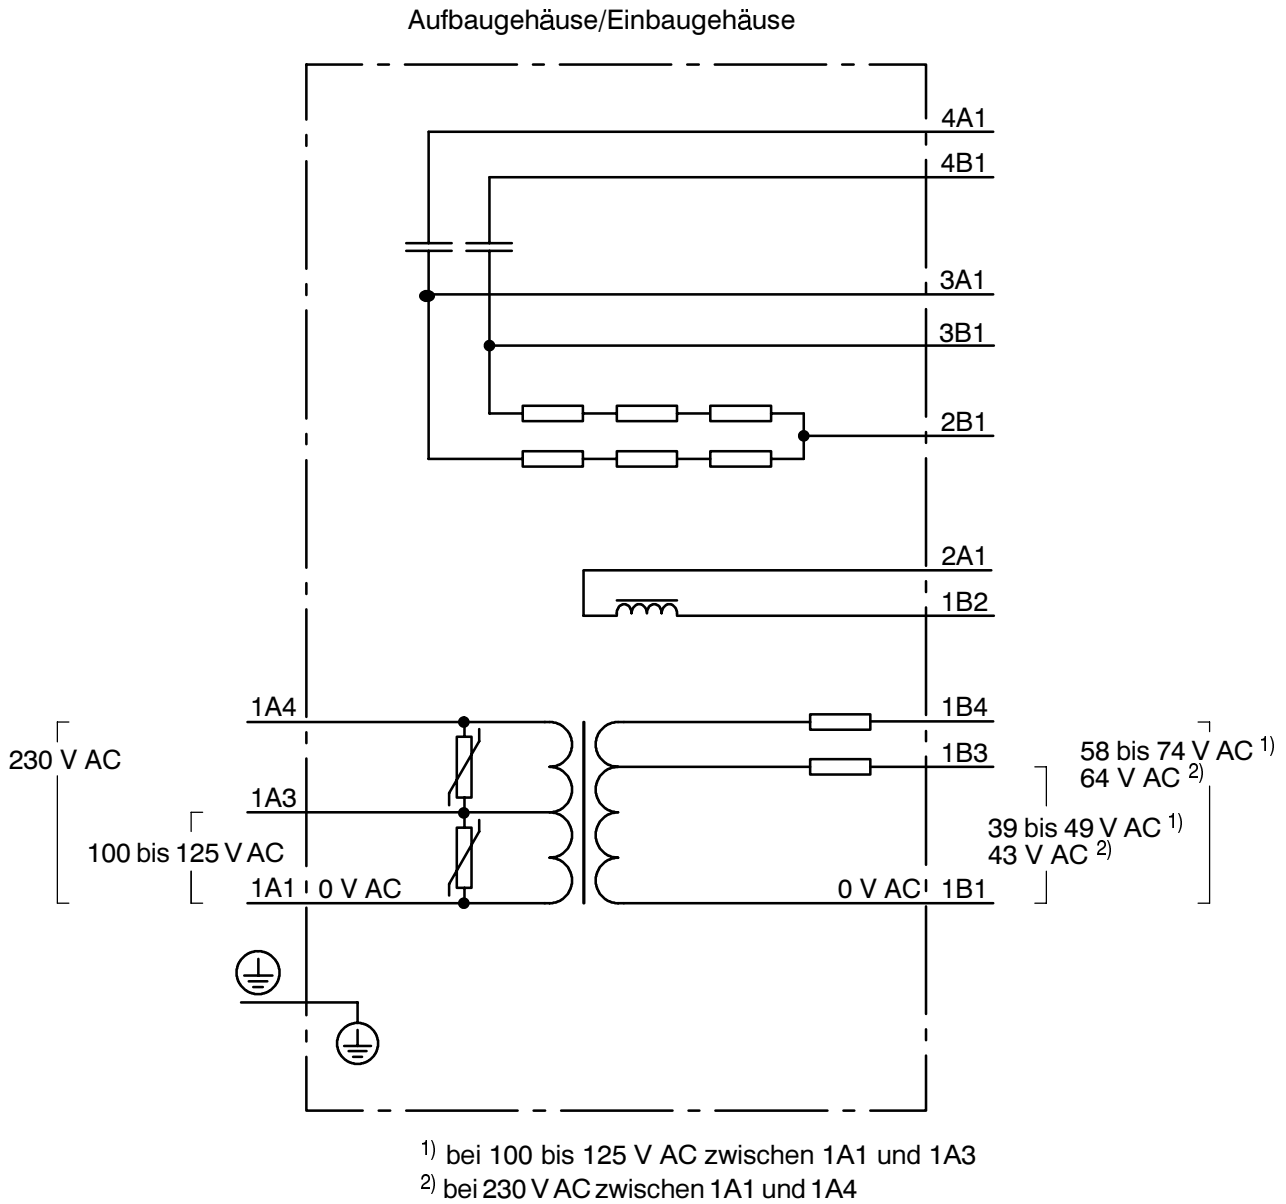 Aufbaugehäuse/Einbaugehäuse
4A1
4B1
3A1
3B1
2B1
2A1
1B2
1A4
1B4
230 V AC
1B3
58 bis 74 V AC 1)
64 V AC 2)
1A3
39 bis 49 V AC 1)
43 V AC 2)
100 bis 125 V AC
1A1 0 V AC
0 V AC 1B1
1) bei 100 bis 125 V AC zwischen 1A1 und 1A3
2) bei 230 V AC zwischen 1A1 und 1A4